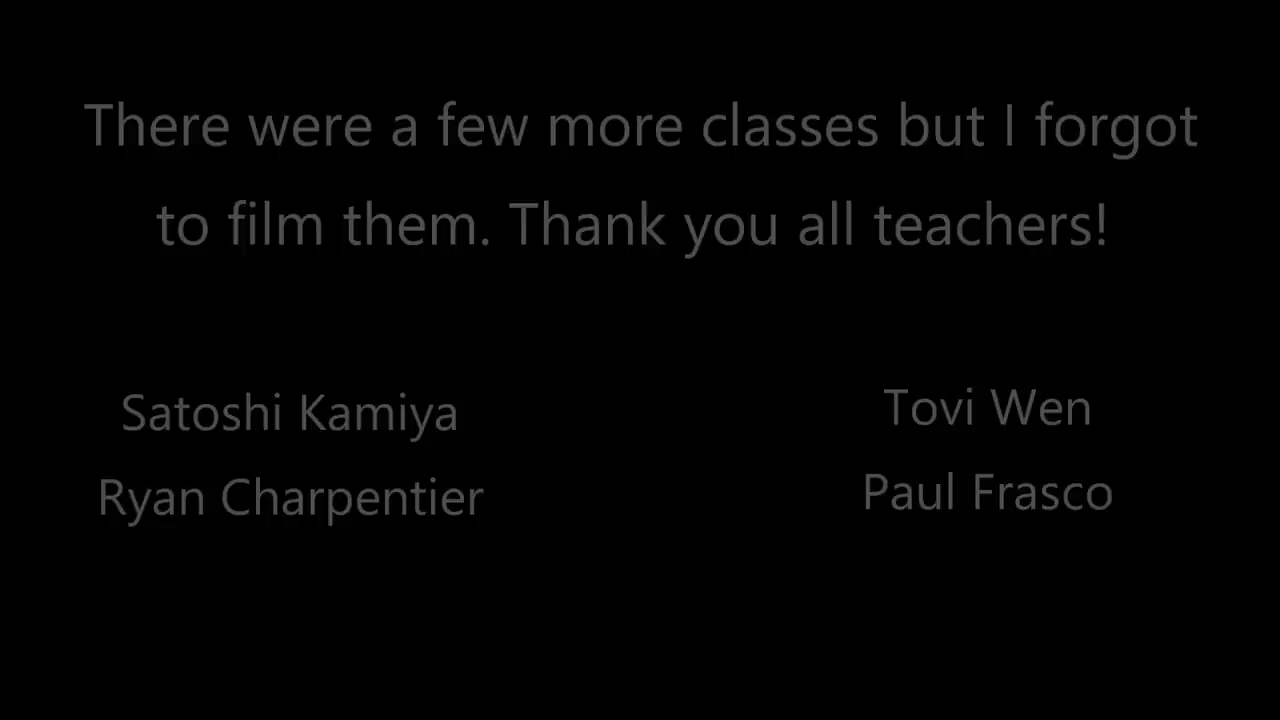 There were a few more classes but I forgot
to film them. Thank you all teachers!
Satoshi Kamiya
Ryan Charpentier
Tovi Wen
Paul Frasco